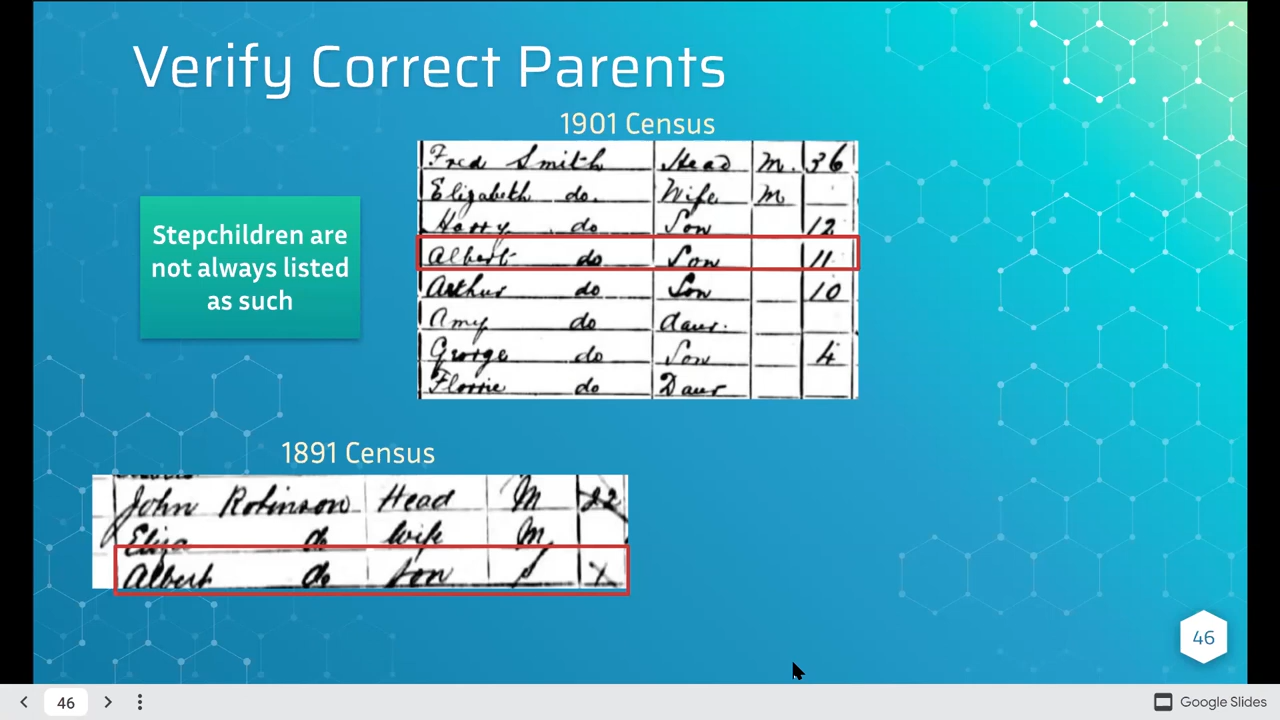 Verify Correct Parents
1901 Census
Fred Smith Head M. 36
Elizabeth do. Wife M
Harry do Son 12
Albert do Son 11
Stepchildren are
not always listed
as such
Arthur do Son 10
Amy do daur.
George do Son 4
Florrie do Daur
1891 Census
John Robinson Head M 22
Eliza do Wife M
Albert do Son S X
46
46
Google Slides